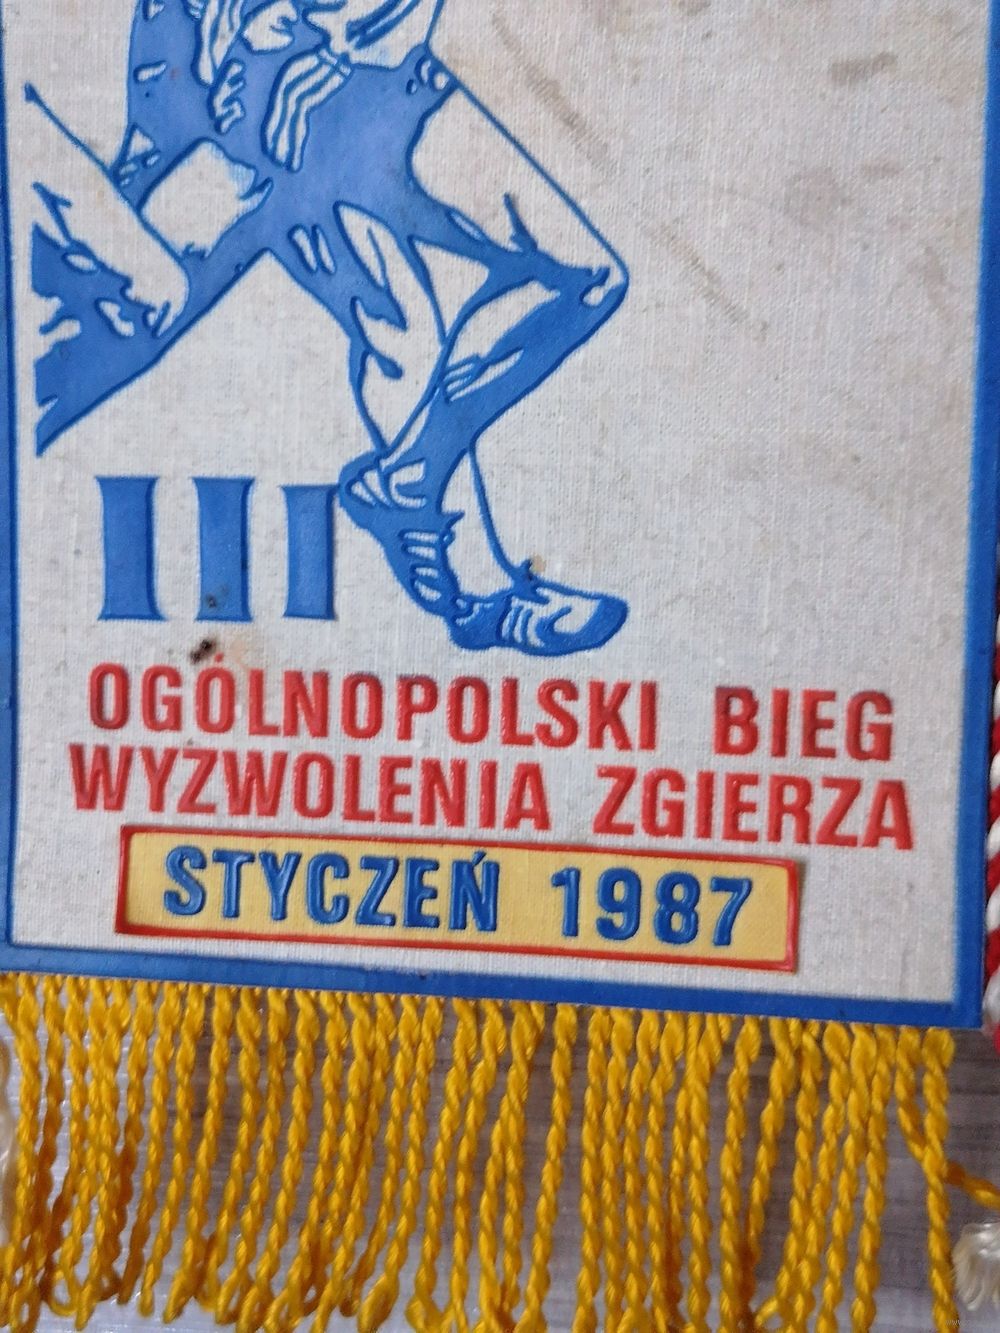 III
OGÓLNOPOLSKI BIEG
WYZWOLENIA ZGIERZA
STYCZEŃ 1987